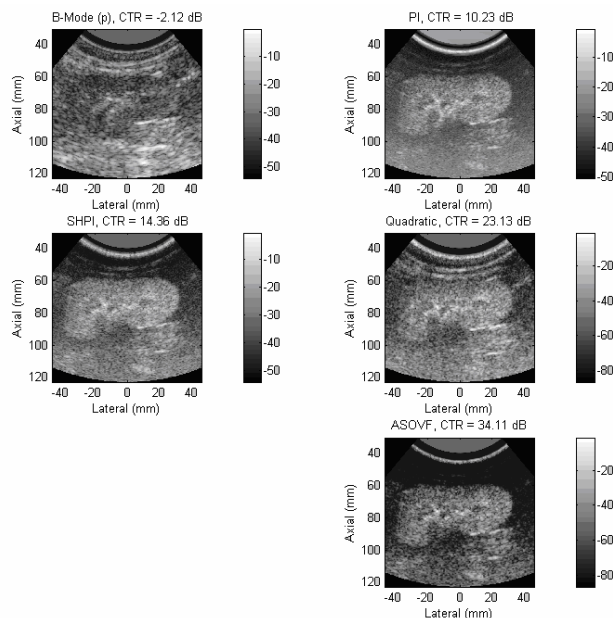 B-Mode (p), CTR = -2.12 dB
40
60
80
100
120
Axial (mm)
-40 -20 0 20 40
Lateral (mm)
-10
-20
-30
-40
-50
PI, CTR = 10.23 dB
40
60
80
100
120
Axial (mm)
-40 -20 0 20 40
Lateral (mm)
-10
-20
-30
-40
-50
SHPI, CTR = 14.36 dB
40
60
80
100
120
Axial (mm)
-40 -20 0 20 40
Lateral (mm)
-10
-20
-30
-40
-50
Quadratic, CTR = 23.13 dB
40
60
80
100
120
Axial (mm)
-40 -20 0 20 40
Lateral (mm)
-20
-40
-60
-80
ASOVF, CTR = 34.11 dB
40
60
80
100
120
Axial (mm)
-40 -20 0 20 40
Lateral (mm)
-20
-40
-60
-80